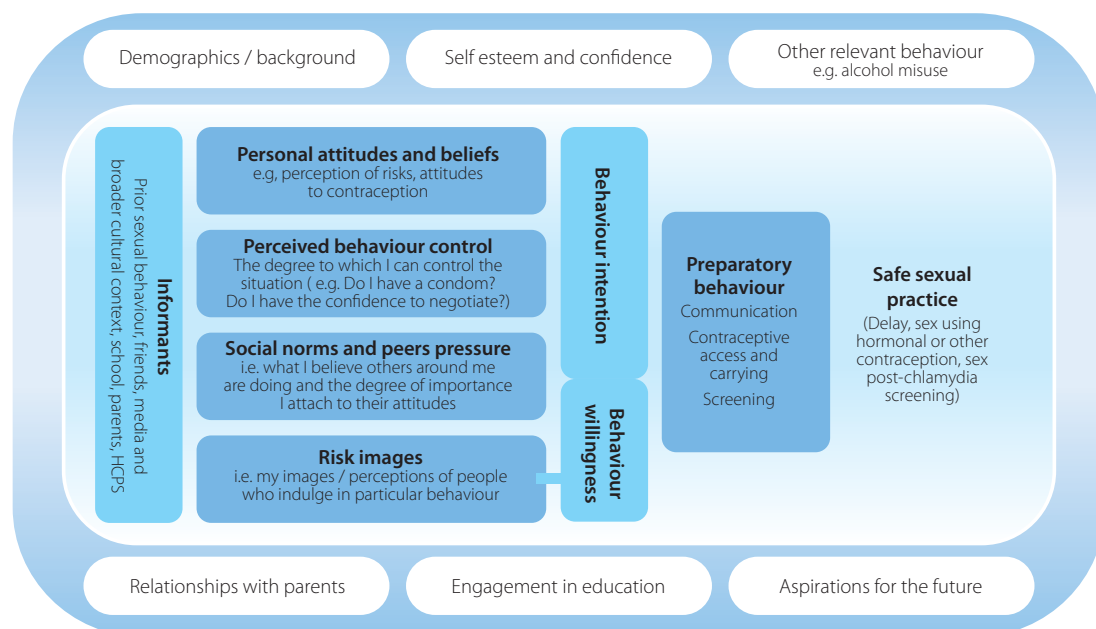 Demographics / background
Self esteem and confidence
Other relevant behaviour
e.g. alcohol misuse
Informants
Prior sexual behaviour, friends, media and
broader cultural context, school, parents, HCPS
Personal attitudes and beliefs
e.g, perception of risks, attitudes
to contraception
Perceived behaviour control
The degree to which I can control the
situation ( e.g. Do I have a condom?
Do I have the confidence to negotiate?)
Social norms and peers pressure
i.e. what I believe others around me
are doing and the degree of importance
I attach to their attitudes
Risk images
i.e. my images / perceptions of people
who indulge in particular behaviour
Behaviour intention
Behaviour
willingness
Preparatory
behaviour
Communication
Contraceptive
access and
carrying
Screening
Safe sexual
practice
(Delay, sex using
hormonal or other
contraception, sex
post-chlamydia
screening)
Relationships with parents
Engagement in education
Aspirations for the future